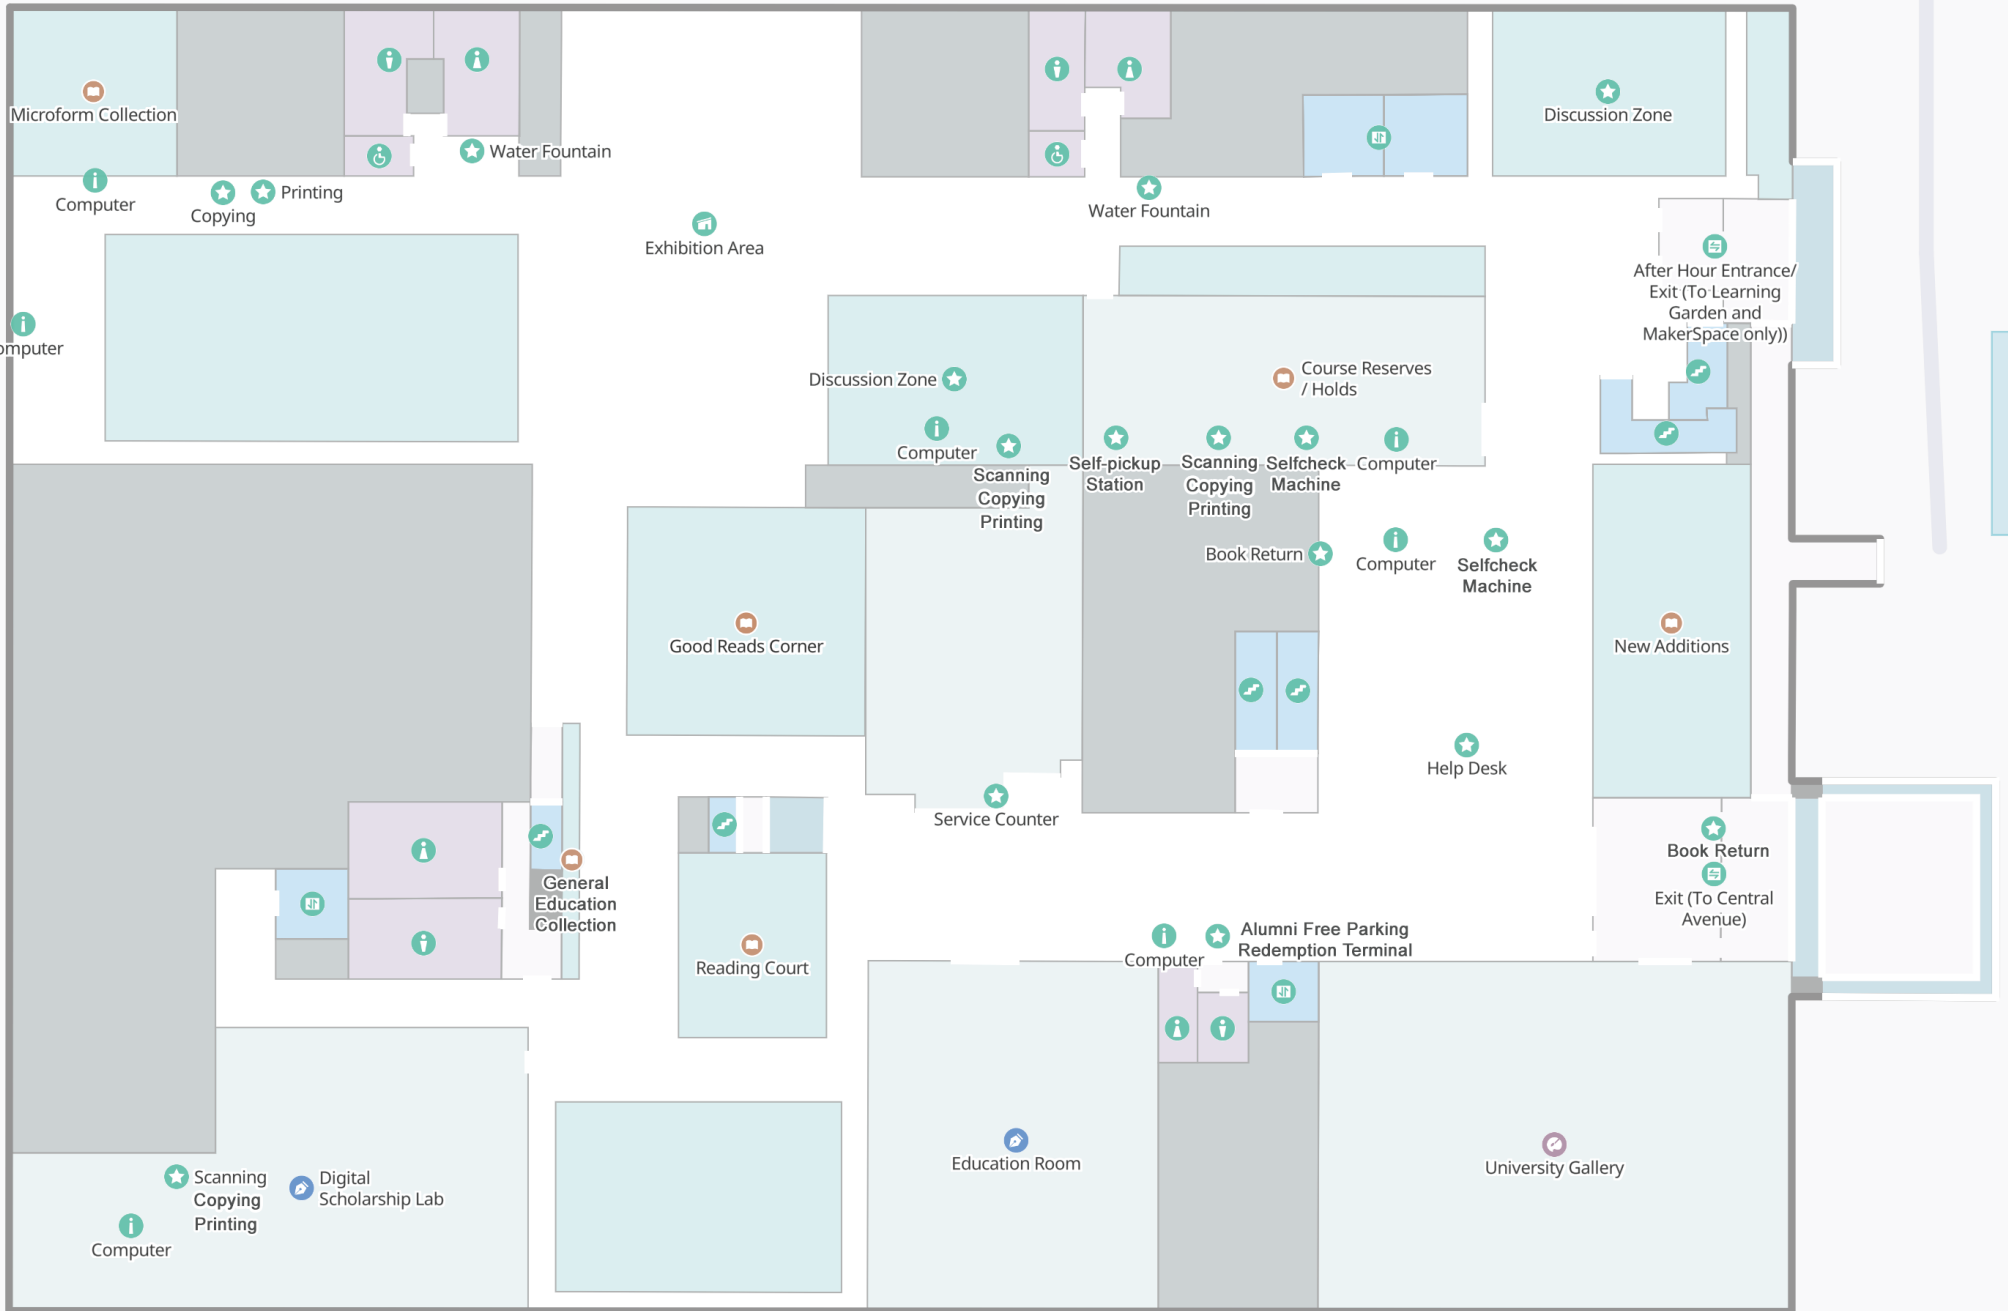 Microform Collection
Water Fountain
Computer
Copying
Printing
Exhibition Area
Water Fountain
Discussion Zone
After Hour Entrance/
Exit (To Learning
Garden and
MakerSpace only))
omputer
Discussion Zone
Computer
Scanning
Copying
Printing
Course Reserves
/ Holds
Self-pickup
Station
Scanning
Copying
Printing
Selfcheck
Machine
Computer
Book Return
Computer
Selfcheck
Machine
Good Reads Corner
New Additions
Help Desk
Service Counter
General
Education
Collection
Reading Court
Book Return
Exit (To Central
Avenue)
Computer
Alumni Free Parking
Redemption Terminal
Education Room
University Gallery
Scanning
Copying
Printing
Digital
Scholarship Lab
Computer